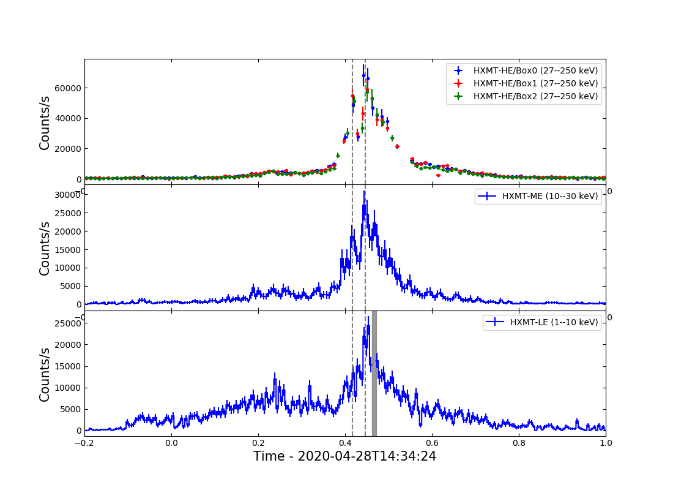 HXMT-HE/Box0 (27--250 keV)
HXMT-HE/Box1 (27--250 keV)
HXMT-HE/Box2 (27--250 keV)
Counts/s
60000
40000
20000
0
HXMT-ME (10--30 keV)
Counts/s
30000
25000
20000
15000
10000
5000
0
HXMT-LE (1--10 keV)
Counts/s
25000
20000
15000
10000
5000
0
−0.2 0.0 0.2 0.4 0.6 0.8 1.0
Time - 2020-04-28T14:34:24